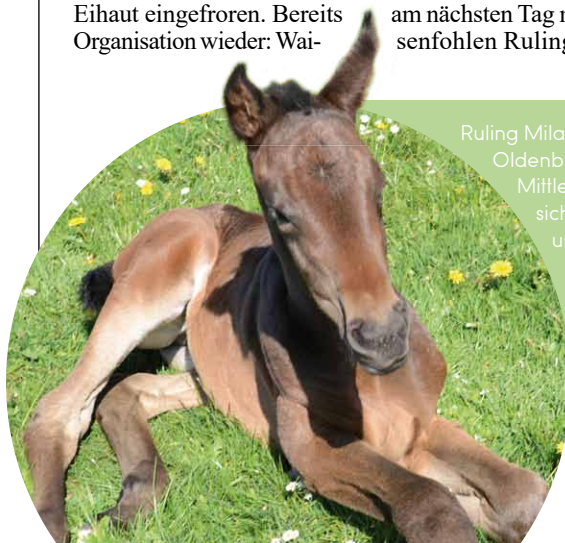 Eihaut eingefroren. Bereits
Organisation wieder: Wai-
am nächsten Tag
senfohlen Ruling
Ruling Mila
Oldenb
Mittle
sich
u